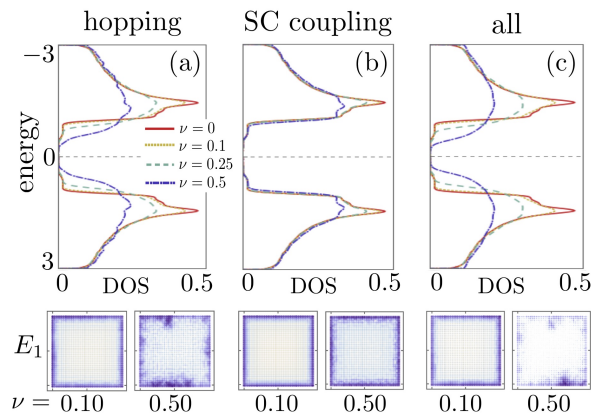 hopping SC coupling all
−3 (a) (b) (c)
ν = 0
ν = 0.1
ν = 0.25
ν = 0.5
energy
0
3
0 DOS 0.5 0 DOS 0.5 0 DOS 0.5
E₁
ν = 0.10 0.50 0.10 0.50 0.10 0.50